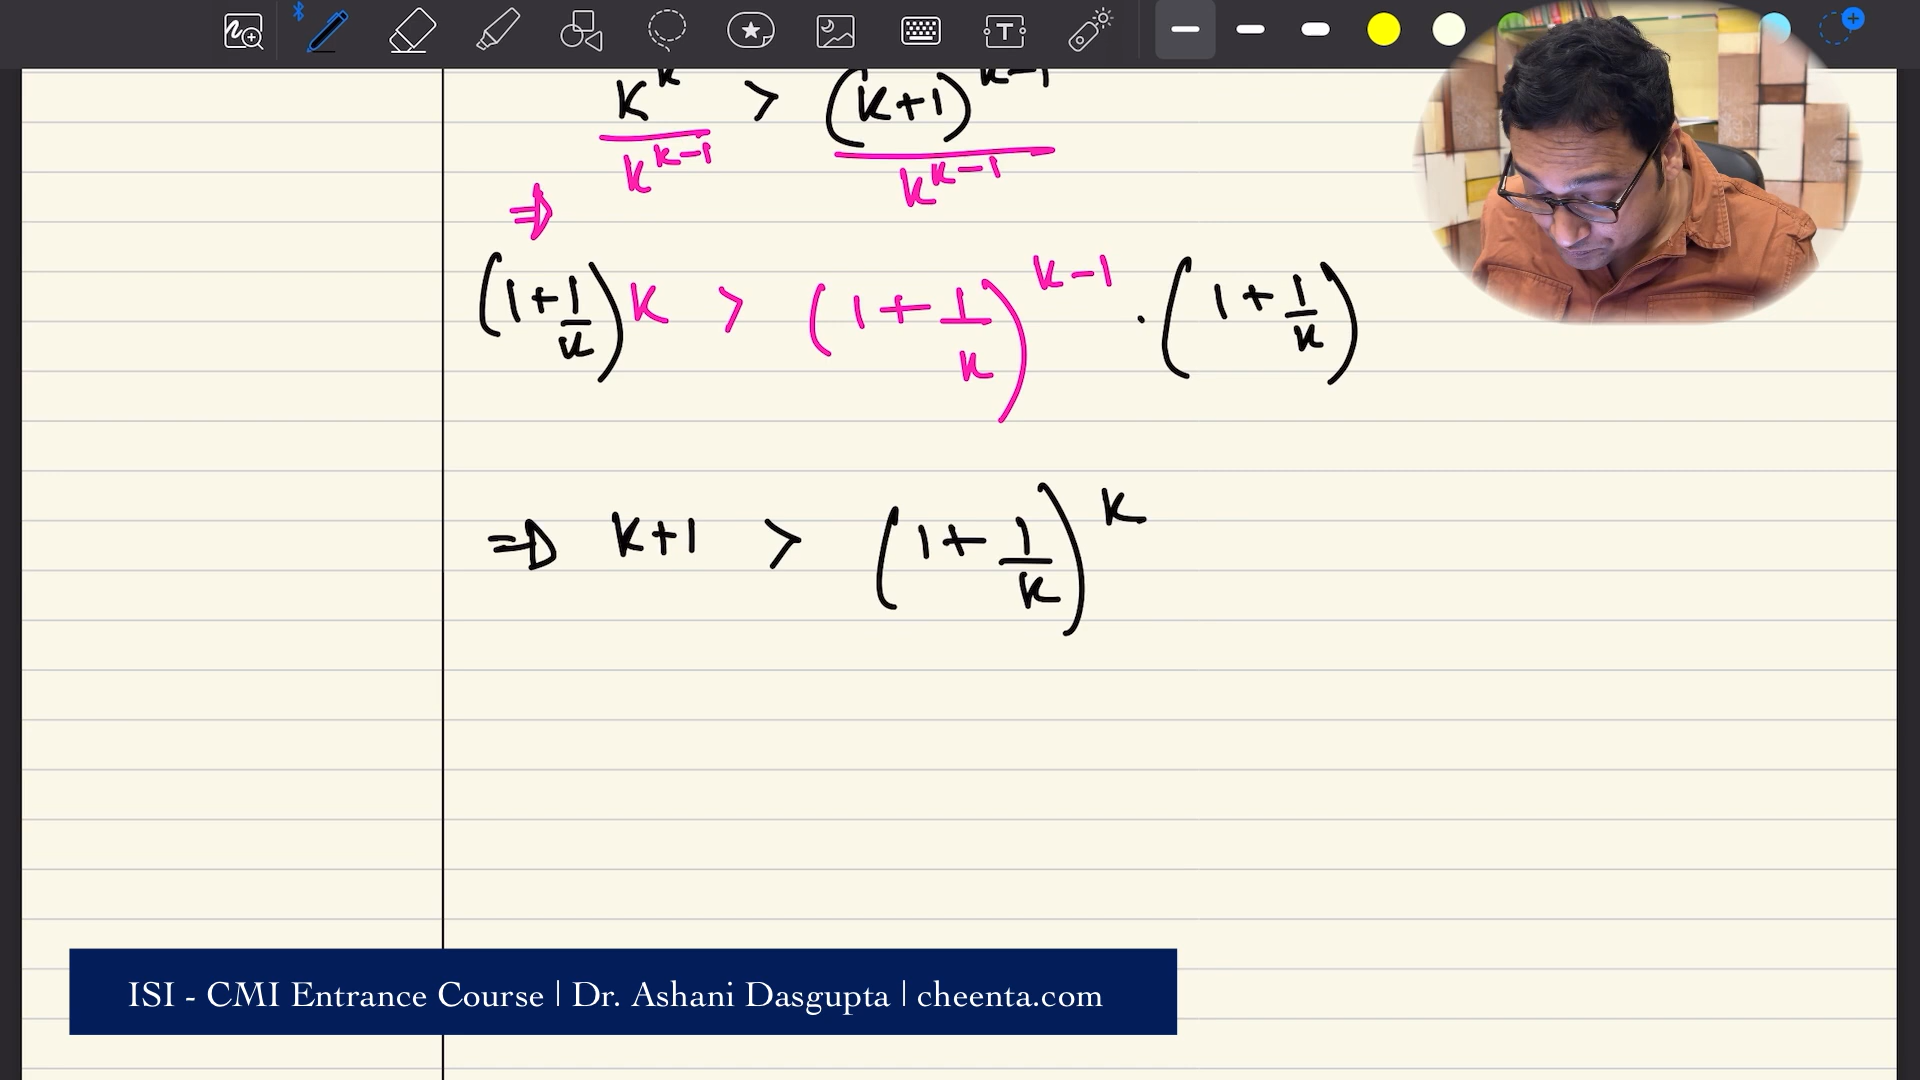 K^k > (k+1)^{k-1}
k^{k-1} k^{k-1}
⇒
(1+1/k) k > (1+1/k)^{k-1} · (1+1/k)
⇒ k+1 > (1+1/k)^k
ISI - CMI Entrance Course | Dr. Ashani Dasgupta | cheenta.com